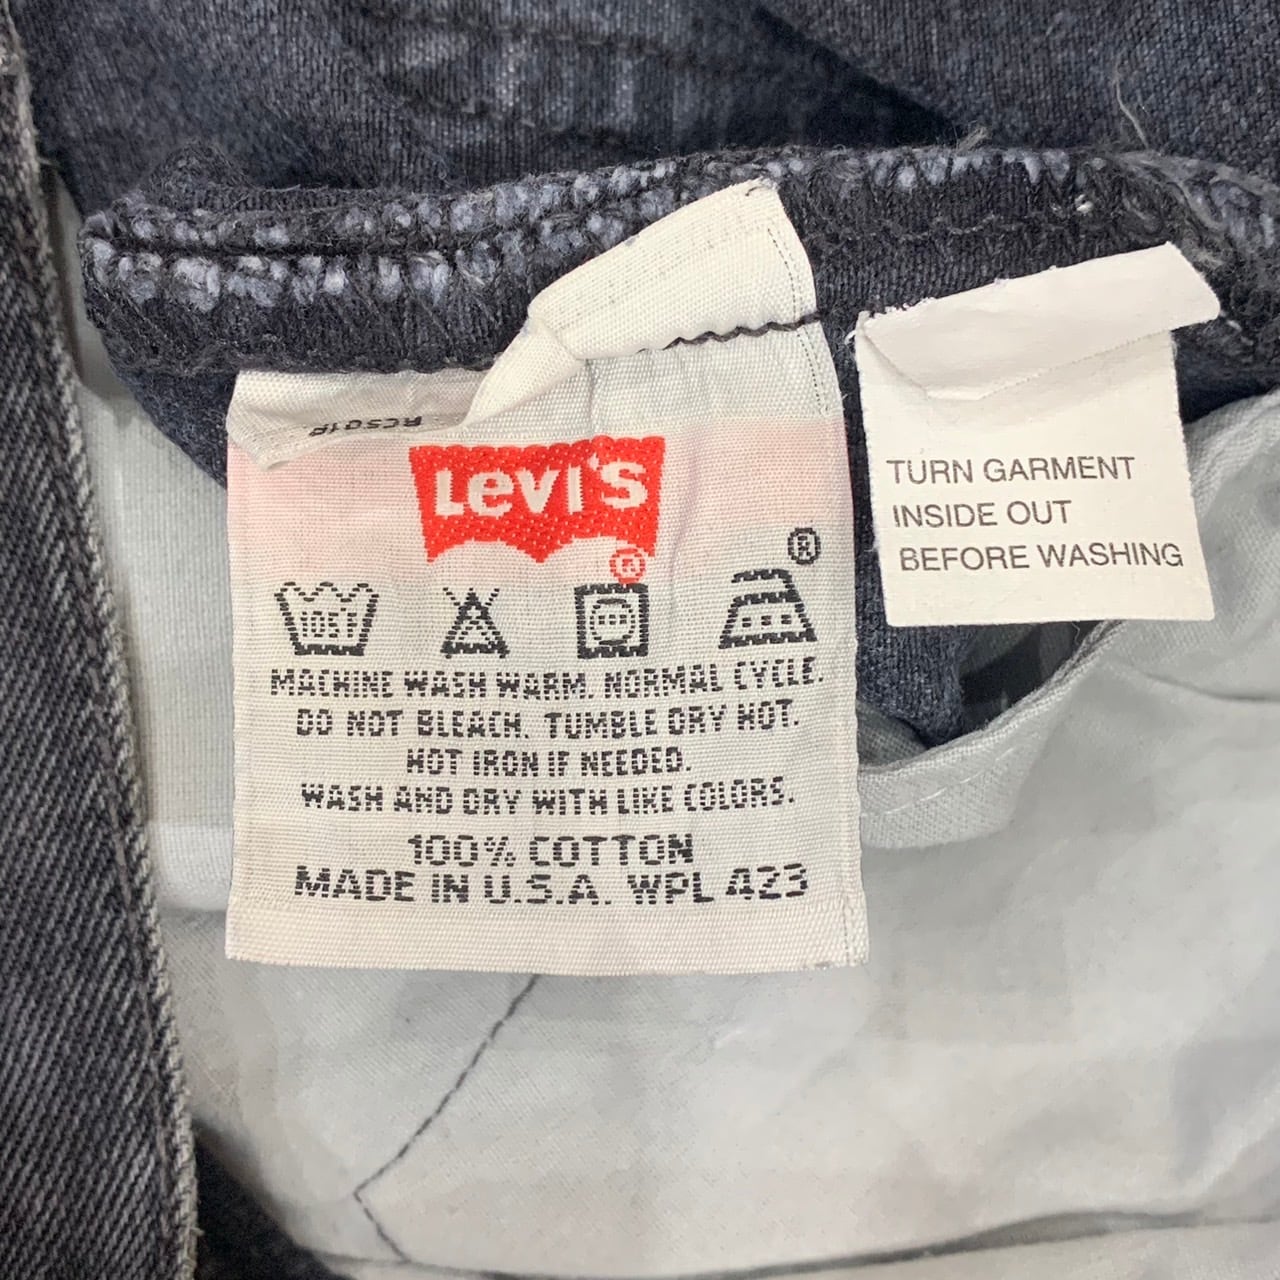 LEVI'S
®
®
105F
MACHINE WASH WARM. NORMAL CYCLE.
DO NOT BLEACH. TUMBLE DRY HOT.
HOT IRON IF NEEDED.
WASH AND DRY WITH LIKE COLORS.
100% COTTON
MADE IN U.S.A. WPL 423
TURN GARMENT
INSIDE OUT
BEFORE WASHING